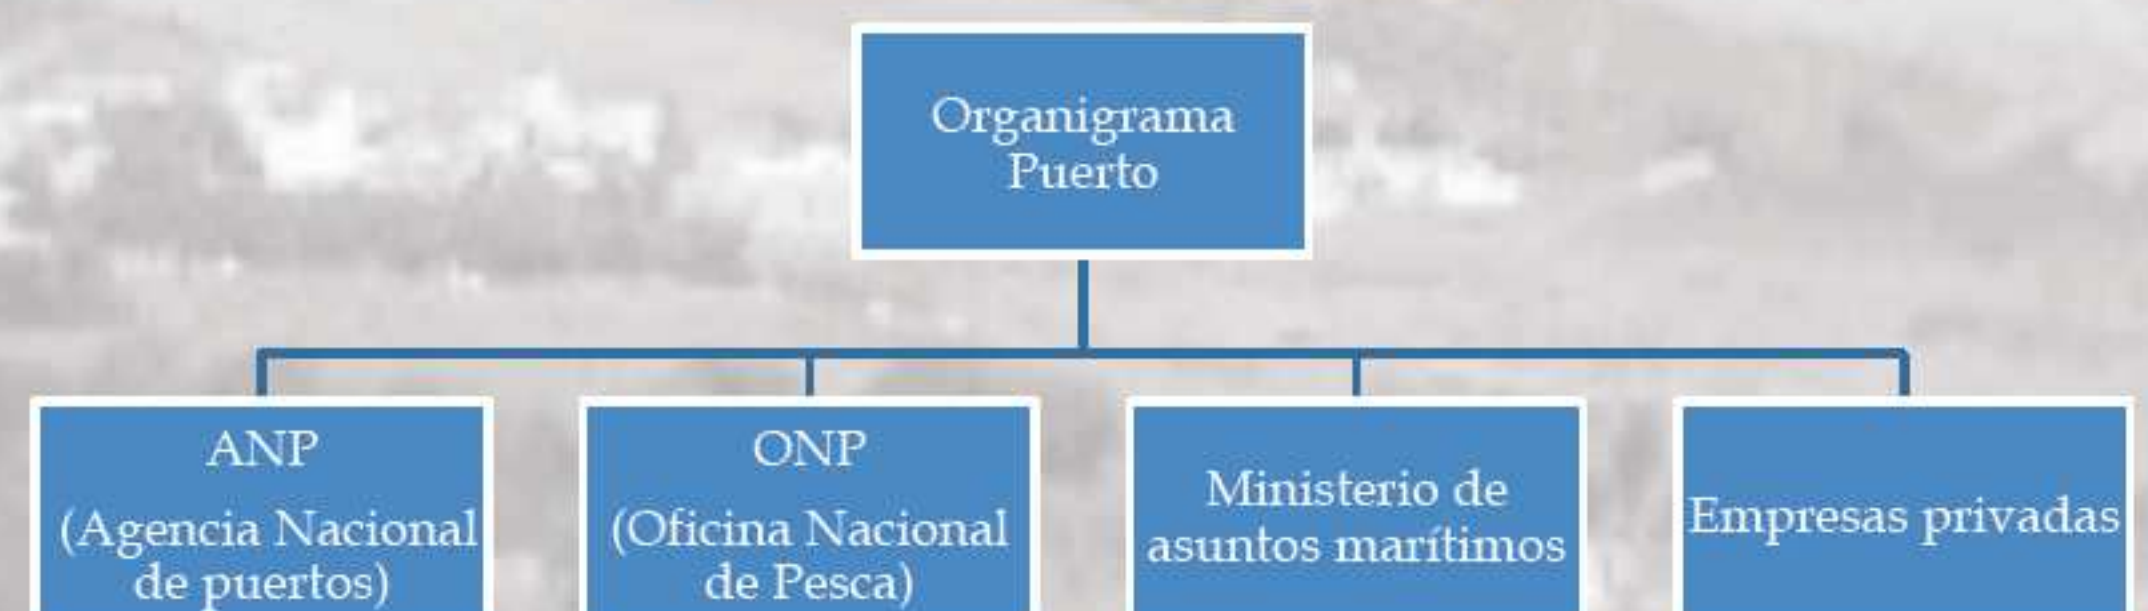 Organigrama
Puerto
ANP
(Agencia Nacional
de puertos)
ONP
(Oficina Nacional
de Pesca)
Ministerio de
asuntos marítimos
Empresas privadas